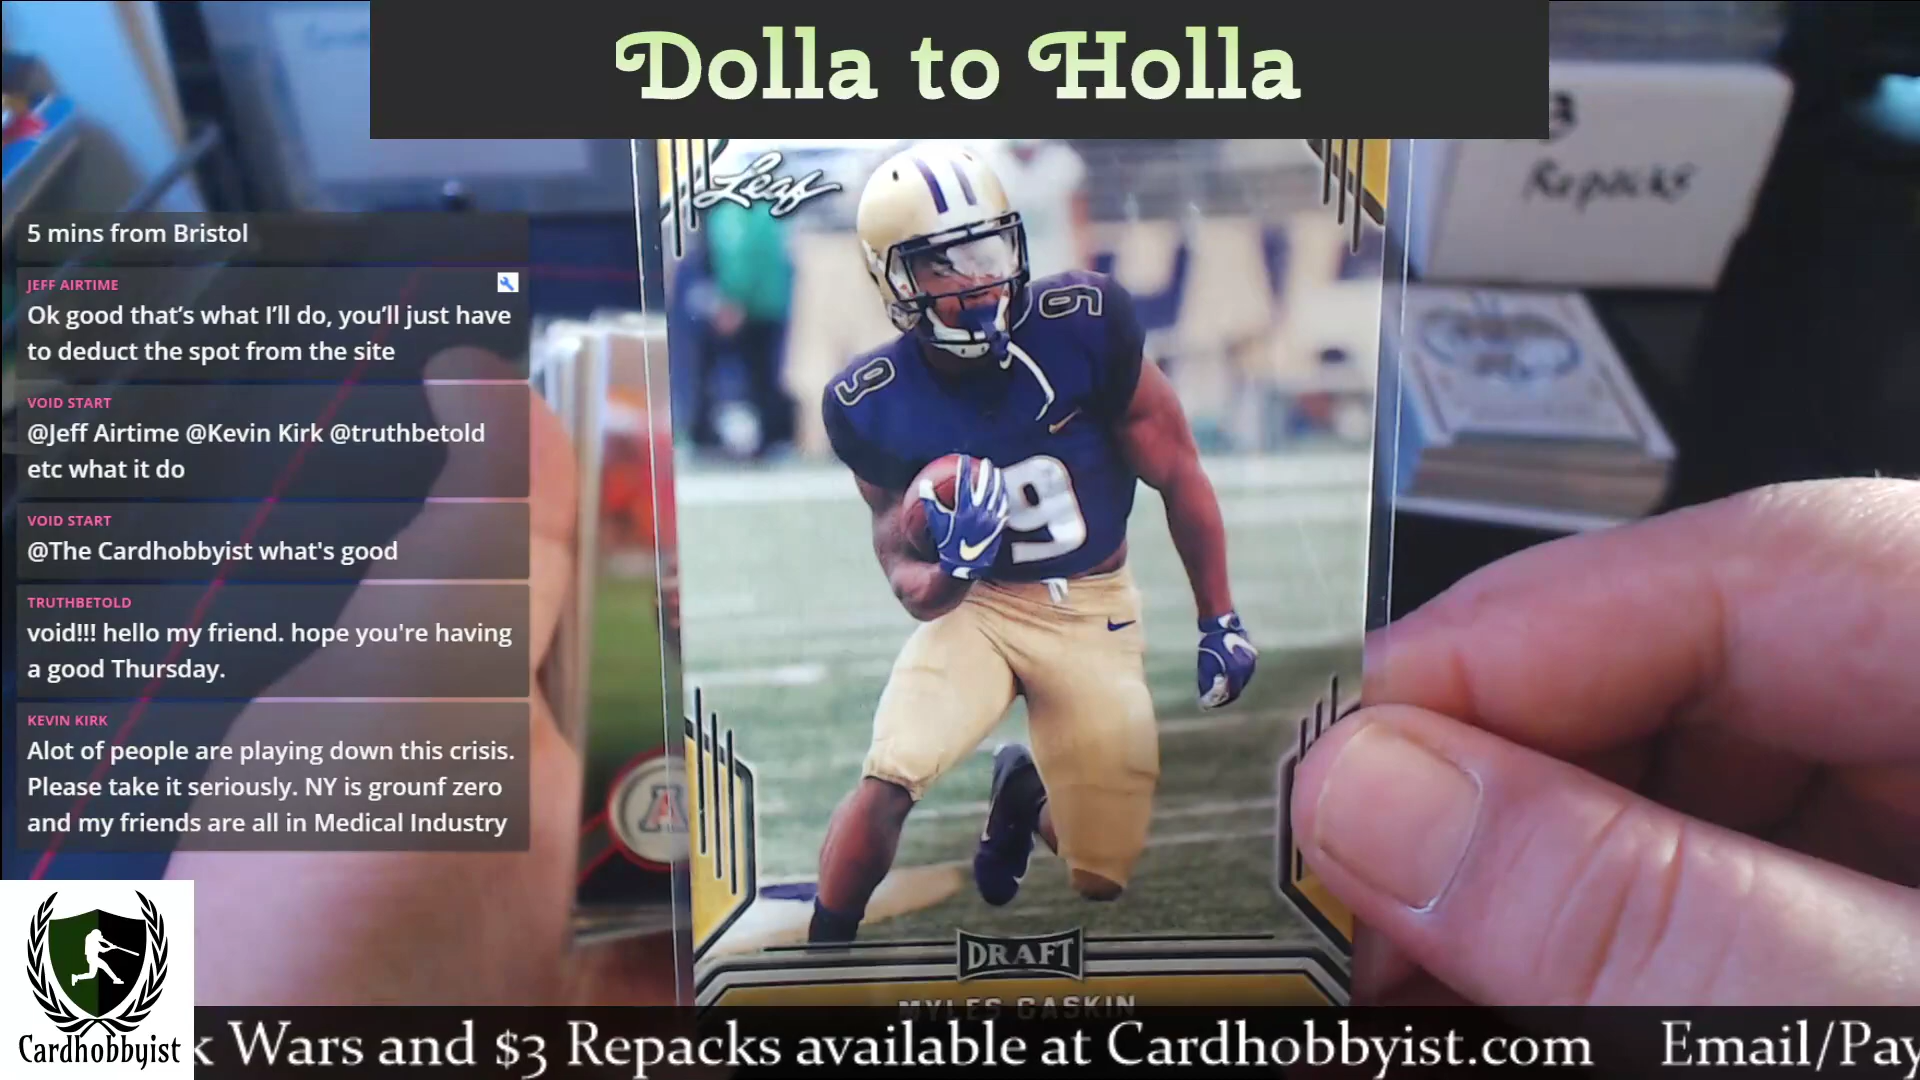 Dolla to Holla
3
Repacks
Leaf
9
9
9
5 mins from Bristol
JEFF AIRTIME
Ok good that's what I'll do, you'll just have
to deduct the spot from the site
VOID START
@Jeff Airtime @Kevin Kirk @truthbetold
etc what it do
VOID START
@The Cardhobbyist what's good
TRUTHBETOLD
void!!! hello my friend. hope you're having
a good Thursday.
KEVIN KIRK
Alot of people are playing down this crisis.
Please take it seriously. NY is grounf zero
and my friends are all in Medical Industry
A
DRAFT
MYLES GASKIN
Cardhobbyist
k Wars and $3 Repacks available at Cardhobbyist.com Email/Pay